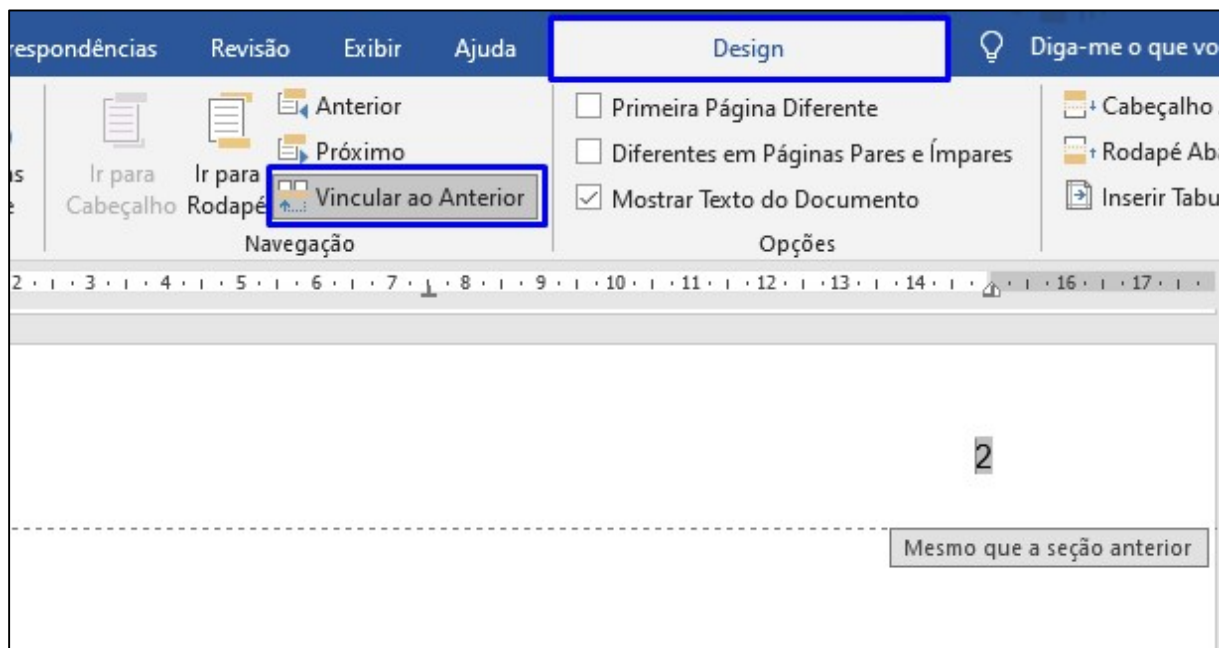 respondências Revisão Exibir Ajuda Design Diga-me o que vo
Anterior
Próximo
Vincular ao Anterior
Ir para
Cabeçalho
Ir para
Rodapé
Navegação
Primeira Página Diferente
Diferentes em Páginas Pares e Ímpares
Mostrar Texto do Documento
Opções
Cabeçalho
Rodapé Aba
Inserir Tabu
2 3 4 5 6 7 8 9 10 11 12 13 14 16 17
2
Mesmo que a seção anterior